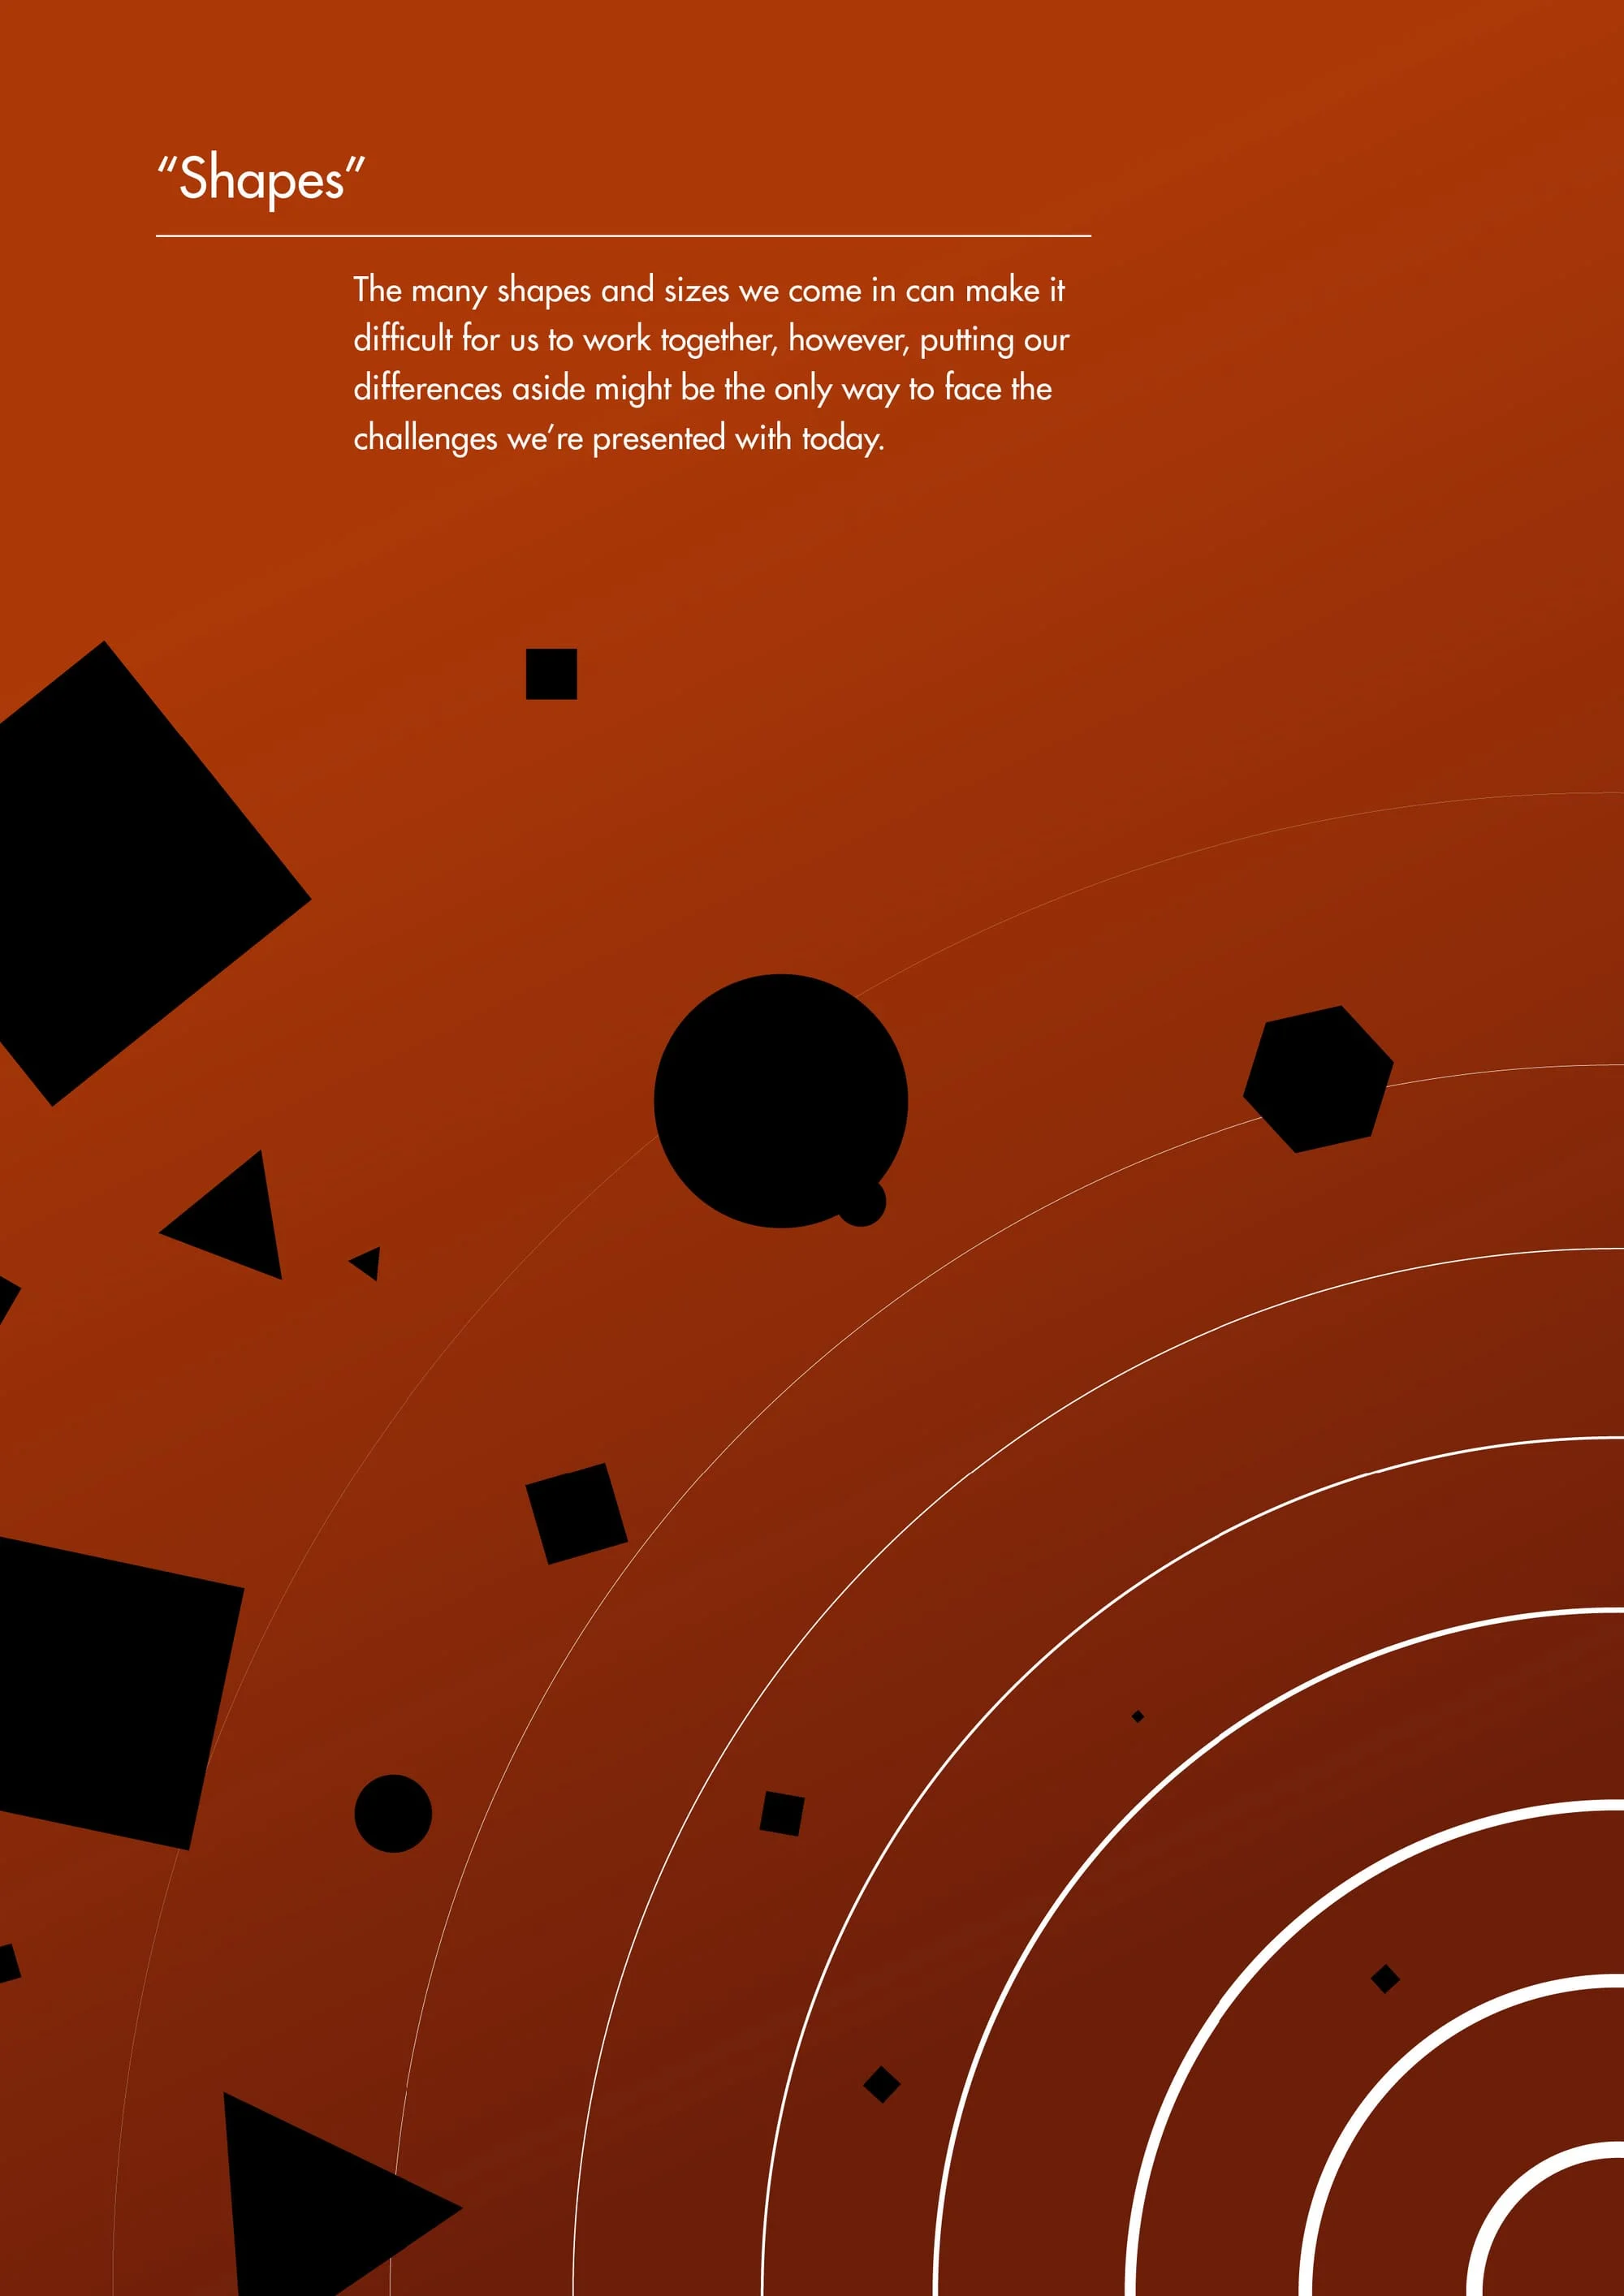 “Shapes”
The many shapes and sizes we come in can make it
difficult for us to work together, however, putting our
differences aside might be the only way to face the
challenges we’re presented with today.